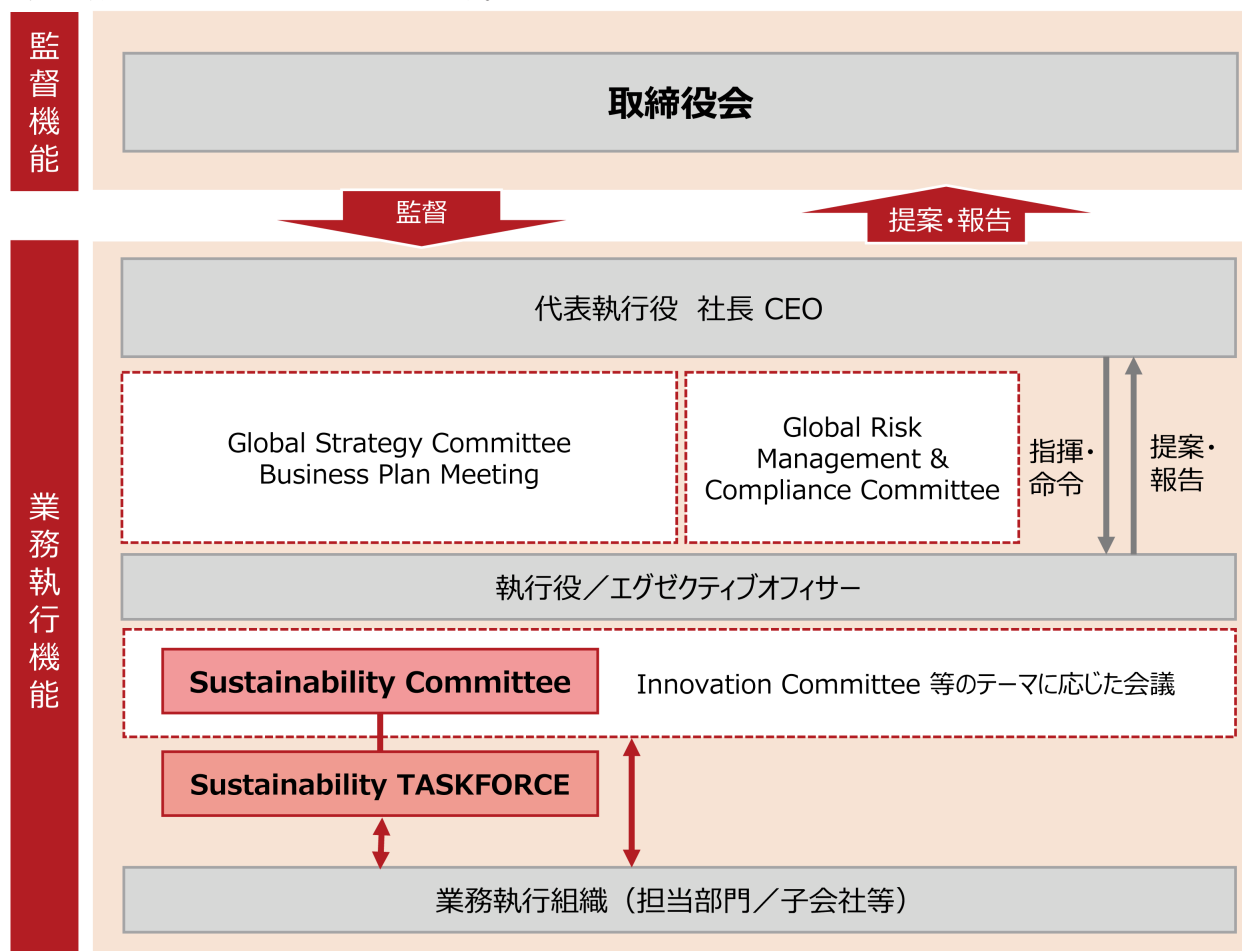 監督機能
取締役会
監督
提案・報告
業務執行機能
代表執行役 社長 CEO
Global Strategy Committee
Business Plan Meeting
Global Risk
Management &
Compliance Committee
指揮・
命令
提案・
報告
執行役／エグゼクティブオフィサー
Sustainability Committee
Innovation Committee 等のテーマに応じた会議
Sustainability TASKFORCE
業務執行組織（担当部門／子会社等）